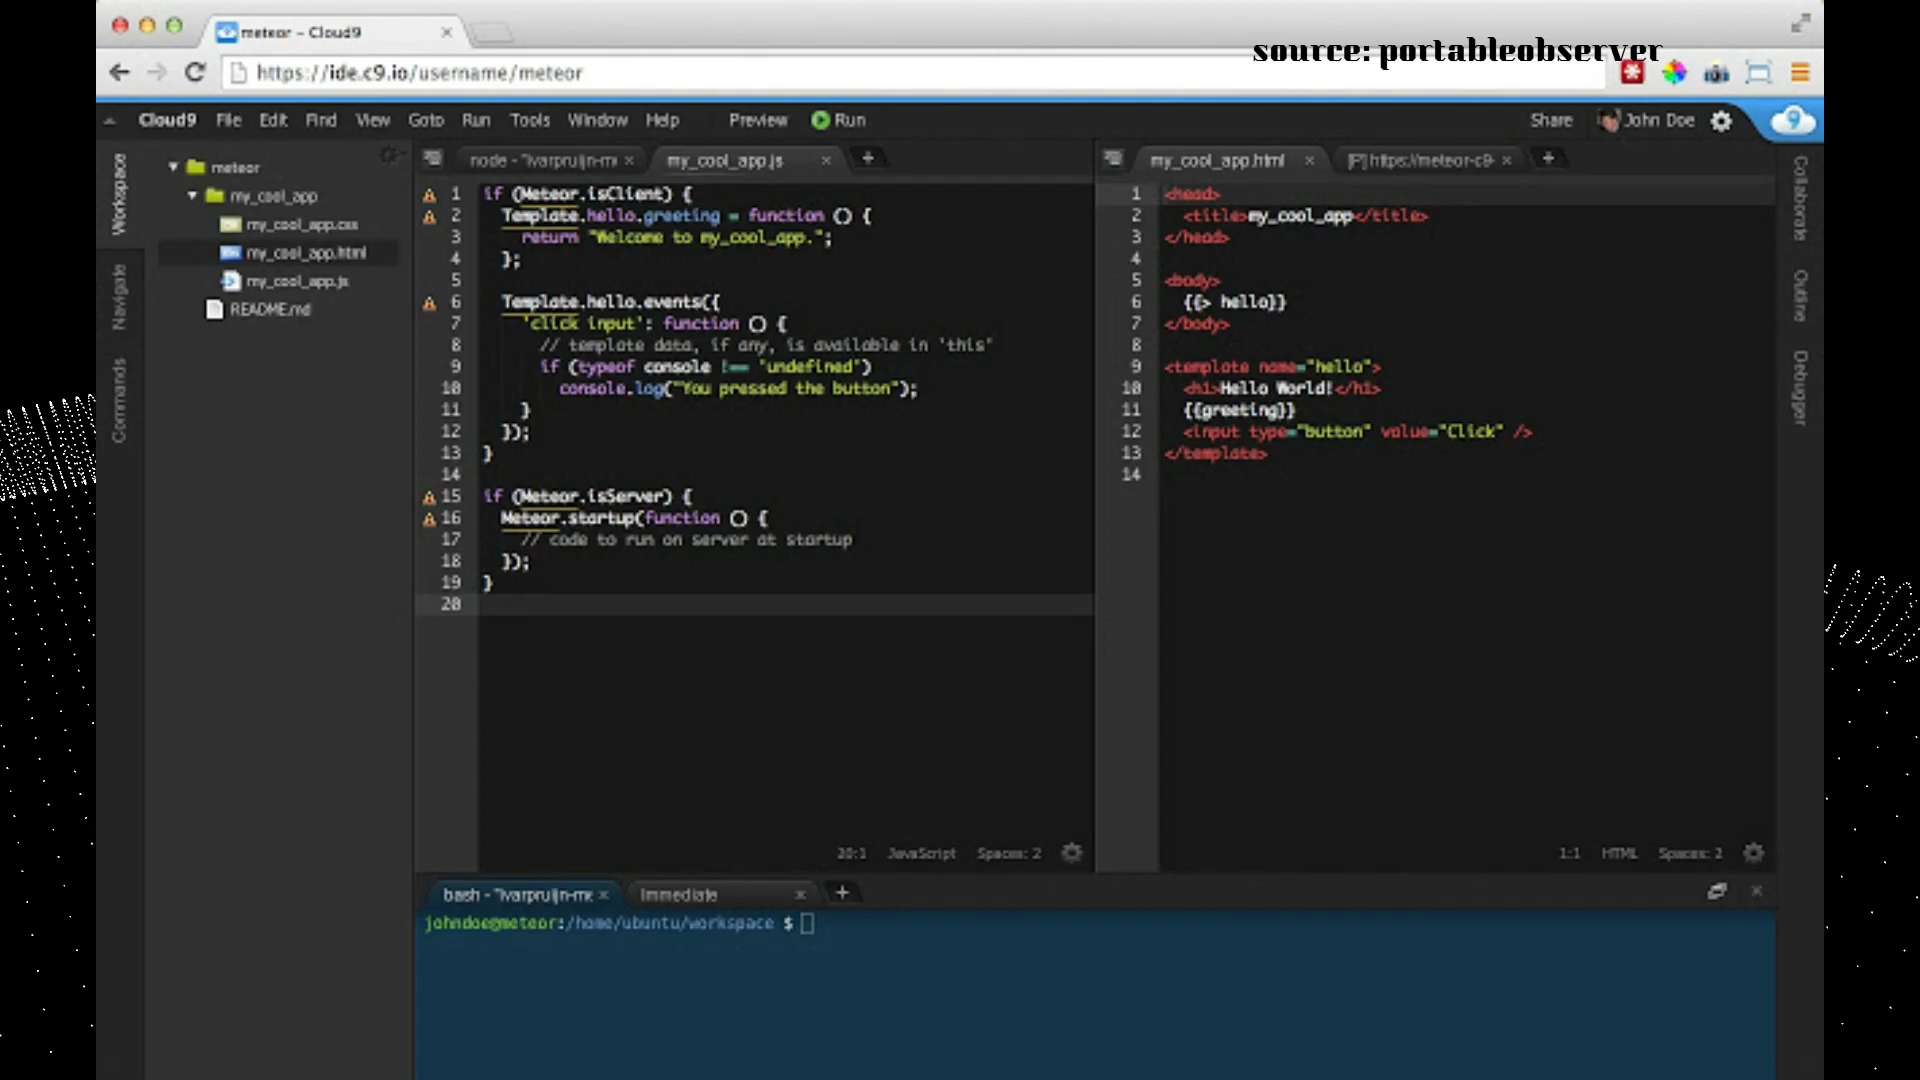 meteor - Cloud9
source: portableobserver
https://ide.c9.io/username/meteor
Cloud9 File Edit Find View Goto Run Tools Window Help Preview Run Share John Doe
Workspace
Navigate
Commands
meteor
my_cool_app
my_cool_app.css
my_cool_app.html
my_cool_app.js
README.md
node - "ivarpruijn-m
my_cool_app.js
1 if (Meteor.isClient) {
2 Template.hello.greeting = function () {
3 return "Welcome to my_cool_app.";
4 };
5
6 Template.hello.events({
7 'click input': function () {
8 // template data, if any, is available in 'this'
9 if (typeof console !== 'undefined')
10 console.log("You pressed the button");
11 }
12 });
13 }
14
15 if (Meteor.isServer) {
16 Meteor.startup(function () {
17 // code to run on server at startup
18 });
19 }
20
20:1 JavaScript Spaces: 2
my_cool_app.html
[P] https://meteor-c9-
1 <head>
2 <title>my_cool_app</title>
3 </head>
4
5 <body>
6 {{> hello}}
7 </body>
8
9 <template name="hello">
10 <h1>Hello World!</h1>
11 {{greeting}}
12 <input type="button" value="Click" />
13 </template>
14
1:1 HTML Spaces: 2
Collaborate
Outline
Debugger
bash - "ivarpruijn-me
Immediate
johndoe@meteor:/home/ubuntu/workspace $